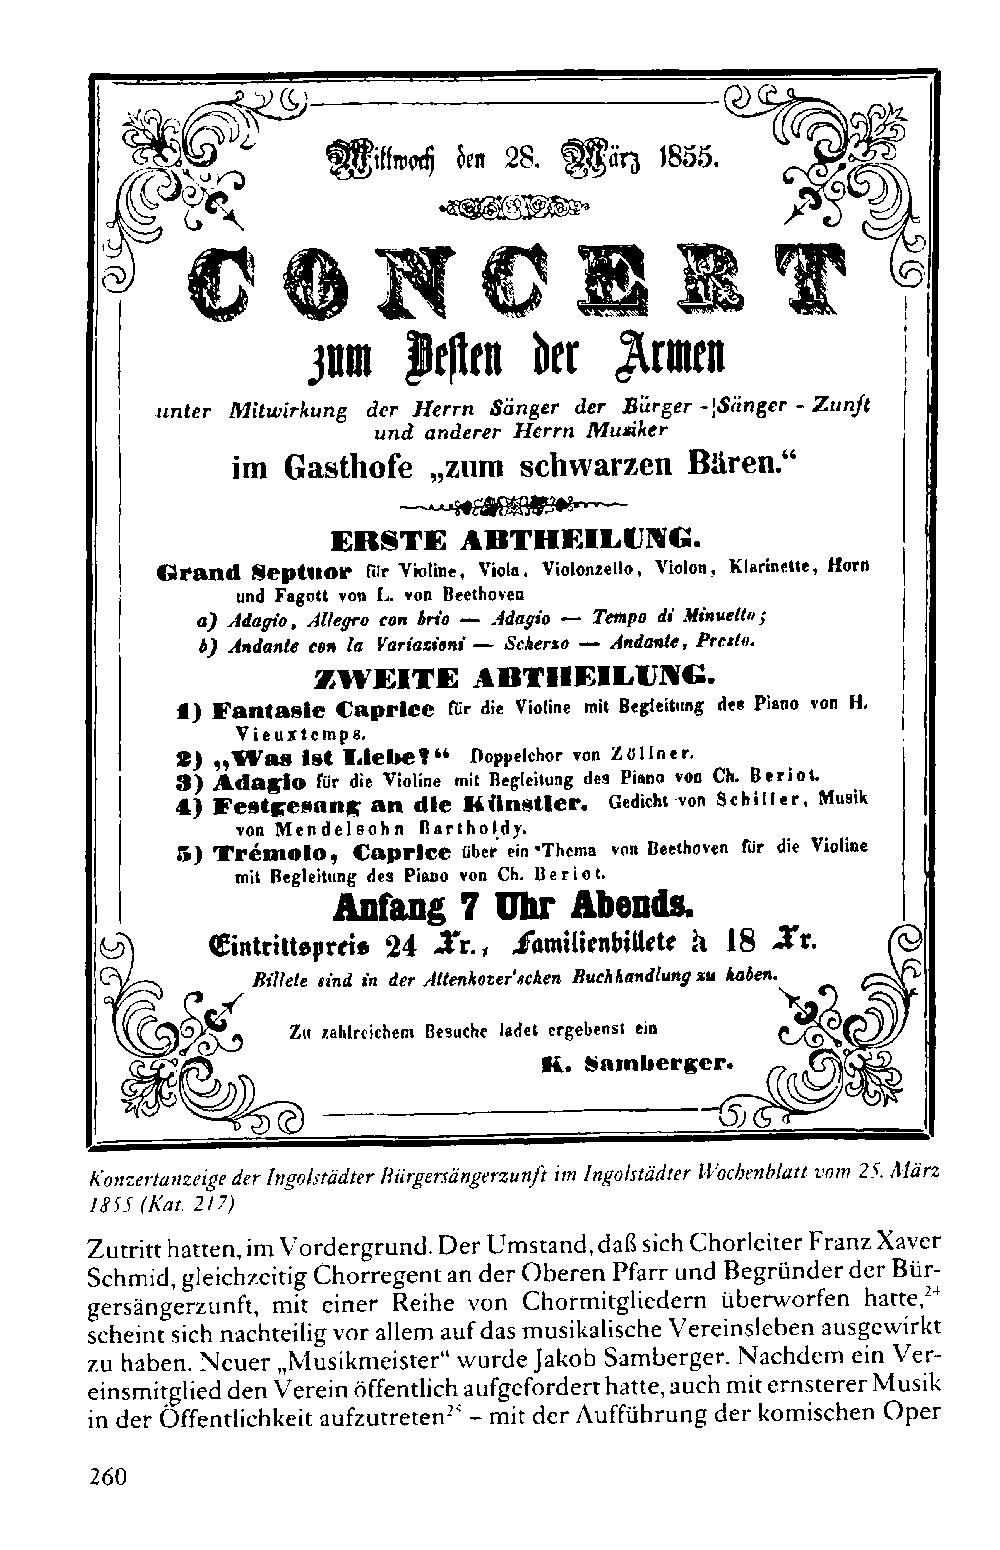 Mittwoch den 28. März 1855.
CONCERT
zum Besten der Armen
unter Mitwirkung der Herrn Sänger der Bürger-Sänger-Zunft
und anderer Herrn Musiker
im Gasthofe „zum schwarzen Bären.“
ERSTE ABTHEILUNG.
Grand Septuor für Violine, Viola, Violonzello, Violon, Klarinette, Horn
und Fagott von L. von Beethoven
a) Adagio, Allegro con brio — Adagio — Tempo di Minuetto;
b) Andante con la Variazioni — Scherzo — Andante, Presto.
ZWEITE ABTHEILUNG.
1) Fantasie Caprice für die Violine mit Begleitung des Piano von H.
Vieuxtemps.
2) „Was ist Liebe?“ Doppelchor von Zöllner.
3) Adagio für die Violine mit Begleitung des Piano von Ch. Beriot.
4) Festgesang an die Künstler. Gedicht von Schiller, Musik
von Mendelsohn Bartholdy.
5) Trémolo, Caprice über ein Thema von Beethoven für die Violine
mit Begleitung des Piano von Ch. Beriot.
Anfang 7 Uhr Abends.
Eintrittspreis 24 Xr., Familienbillete à 18 Xr.
Billete sind in der Attenkover'schen Buchhandlung zu haben.
Zu zahlreichem Besuche ladet ergebenst ein
K. Samberger.
Konzertanzeige der Ingolstädter Bürgersängerzunft im Ingolstädter Wochenblatt vom 25. März
1855 (Kat. 217)
Zutritt hatten, im Vordergrund. Der Umstand, daß sich Chorleiter Franz Xaver
Schmid, gleichzeitig Chorregent an der Oberen Pfarr und Begründer der Bür-
gersängerzunft, mit einer Reihe von Chormitgliedern überworfen hatte,²⁴
scheint sich nachteilig vor allem auf das musikalische Vereinsleben ausgewirkt
zu haben. Neuer „Musikmeister“ wurde Jakob Samberger. Nachdem ein Ver-
einsmitglied den Verein öffentlich aufgefordert hatte, auch mit ernsterer Musik
in der Öffentlichkeit aufzutreten²⁵ – mit der Aufführung der komischen Oper
260